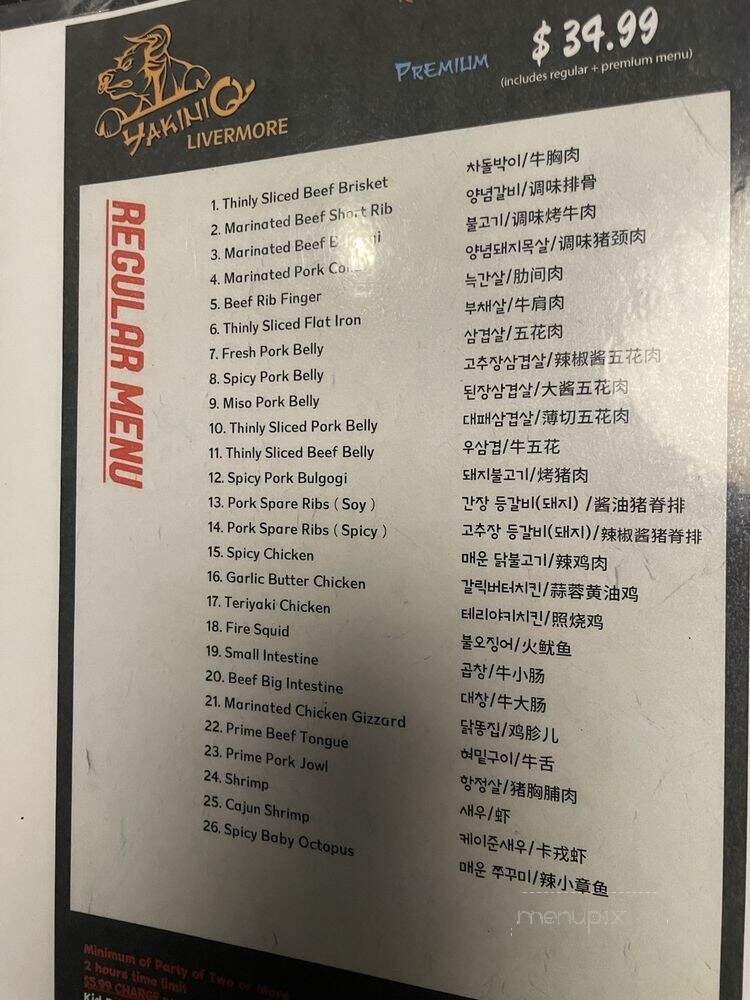 YAKINIQ
LIVERMORE
PREMIUM
$ 34.99
(includes regular + premium menu)
REGULAR MENU
1. Thinly Sliced Beef Brisket 차돌박이/牛胸肉
2. Marinated Beef Short Rib 양념갈비/调味排骨
3. Marinated Beef 불고기/调味烤牛肉
4. Marinated Pork 양념돼지목살/调味猪颈肉
5. Beef Rib Finger 늑간살/肋间肉
6. Thinly Sliced Flat Iron 부채살/牛肩肉
7. Fresh Pork Belly 삼겹살/五花肉
8. Spicy Pork Belly 고추장삼겹살/辣椒酱五花肉
9. Miso Pork Belly 된장삼겹살/大酱五花肉
10. Thinly Sliced Pork Belly 대패삼겹살/薄切五花肉
11. Thinly Sliced Beef Belly 우삼겹/牛五花
12. Spicy Pork Bulgogi 돼지불고기/烤猪肉
13. Pork Spare Ribs ( Soy ) 간장 등갈비(돼지) /酱油猪脊排
14. Pork Spare Ribs ( Spicy ) 고추장 등갈비(돼지)/辣椒酱猪脊排
15. Spicy Chicken 매운 닭불고기/辣鸡肉
16. Garlic Butter Chicken 갈릭버터치킨/蒜蓉黄油鸡
17. Teriyaki Chicken 테리야키치킨/照烧鸡
18. Fire Squid 불오징어/火鱿鱼
19. Small Intestine 곱창/牛小肠
20. Beef Big Intestine 대창/牛大肠
21. Marinated Chicken Gizzard 닭똥집/鸡胗儿
22. Prime Beef Tongue 혀밑구이/牛舌
23. Prime Pork Jowl 항정살/猪胸脯肉
24. Shrimp 새우/虾
25. Cajun Shrimp 케이준새우/卡戎虾
26. Spicy Baby Octopus 매운 쭈꾸미/辣小章鱼
menupix
Minimum of Party of Two or More
2 hours time limit
$5.99 CHARGE